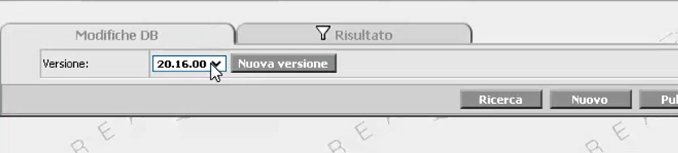 Modifiche DB Risultato
Versione: 20.16.00 Nuova versione
Ricerca Nuovo